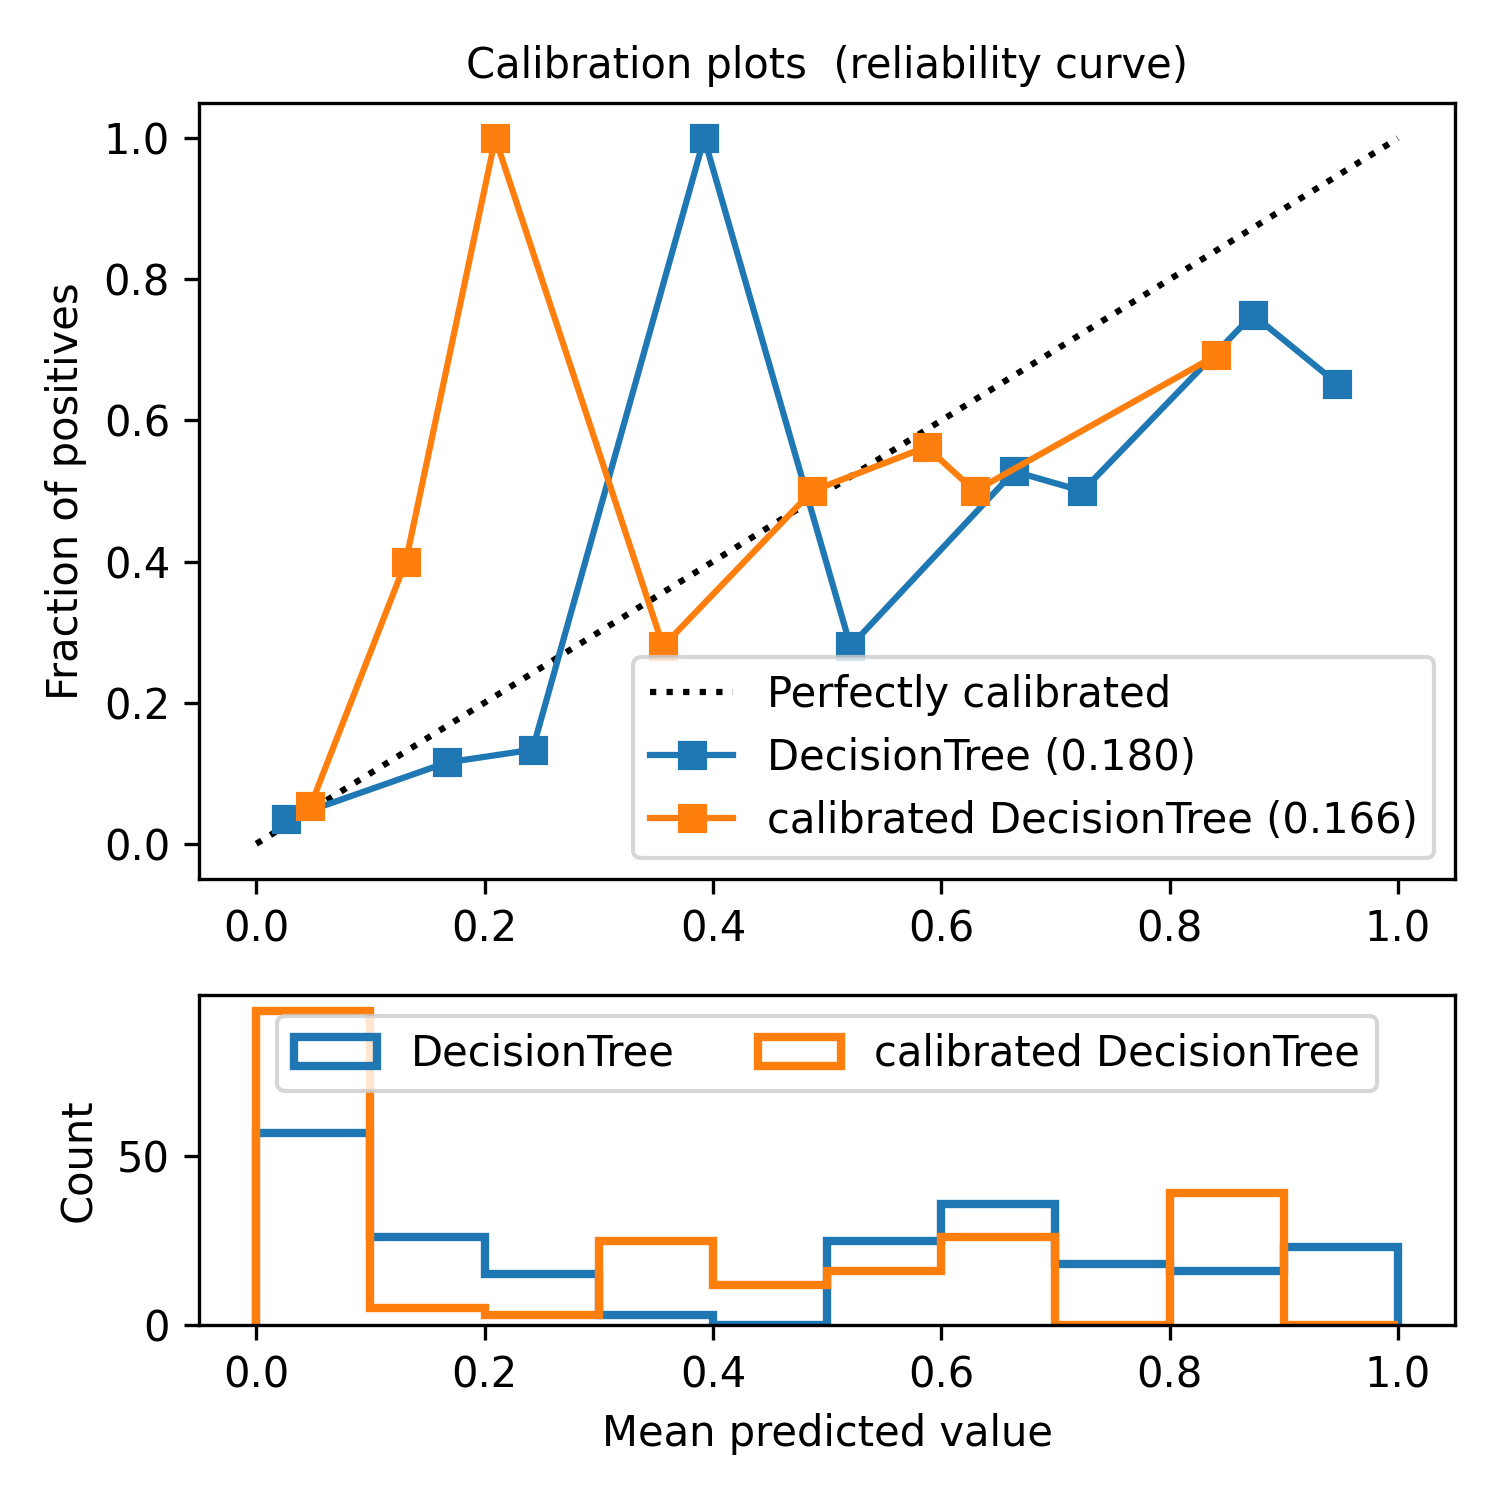 Calibration plots  (reliability curve)
Fraction of positives
1.0
0.8
0.6
0.4
0.2
0.0
Perfectly calibrated
DecisionTree (0.180)
calibrated DecisionTree (0.166)
0.0 0.2 0.4 0.6 0.8 1.0
Count
50
0
DecisionTree calibrated DecisionTree
0.0 0.2 0.4 0.6 0.8 1.0
Mean predicted value